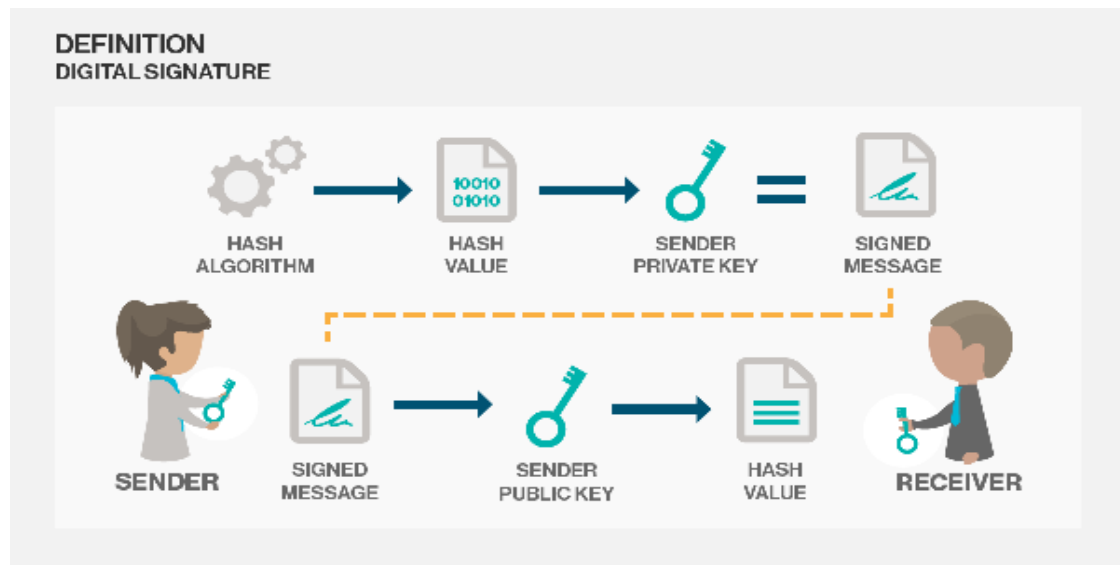 DEFINITION
DIGITAL SIGNATURE
10010
01010
HASH
ALGORITHM
HASH
VALUE
SENDER
PRIVATE KEY
SIGNED
MESSAGE
SENDER
SIGNED
MESSAGE
SENDER
PUBLIC KEY
HASH
VALUE
RECEIVER